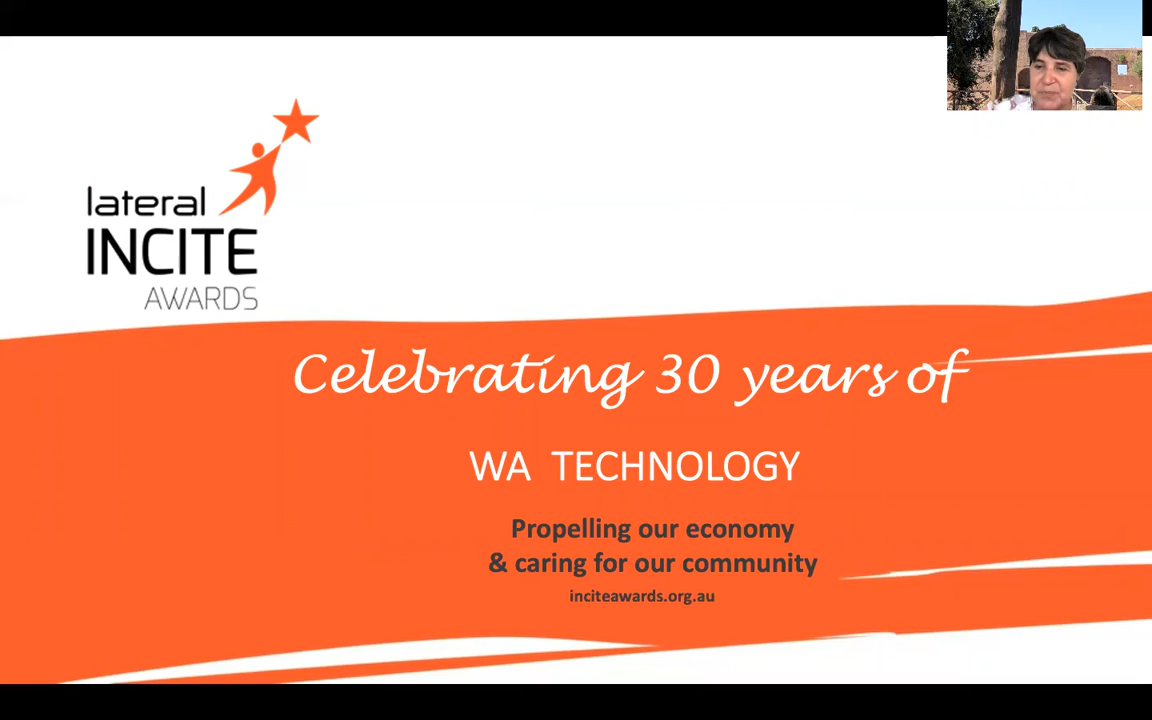 lateral
INCITE
AWARDS
Celebrating 30 years of
WA TECHNOLOGY
Propelling our economy
& caring for our community
inciteawards.org.au